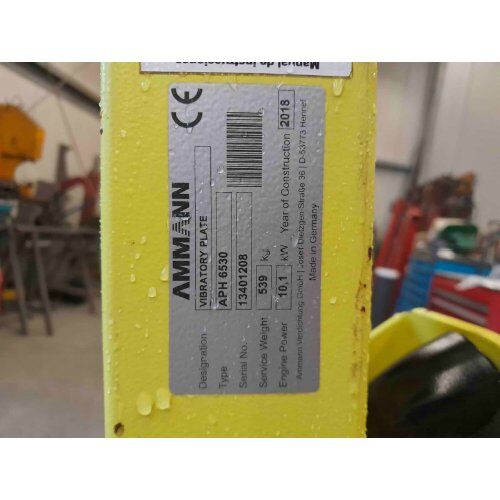 Manual de instrucciones
AMMANN
CE
Designation VIBRATORY PLATE
Type APH 6530
Serial No. 13401208
Service Weight 539 kg
Engine Power 10,1 kW Year of Construction 2018
Ammann Verdichtung GmbH | Josef-Dietzgen-Straße 36 | D-53773 Hennef
Made in Germany